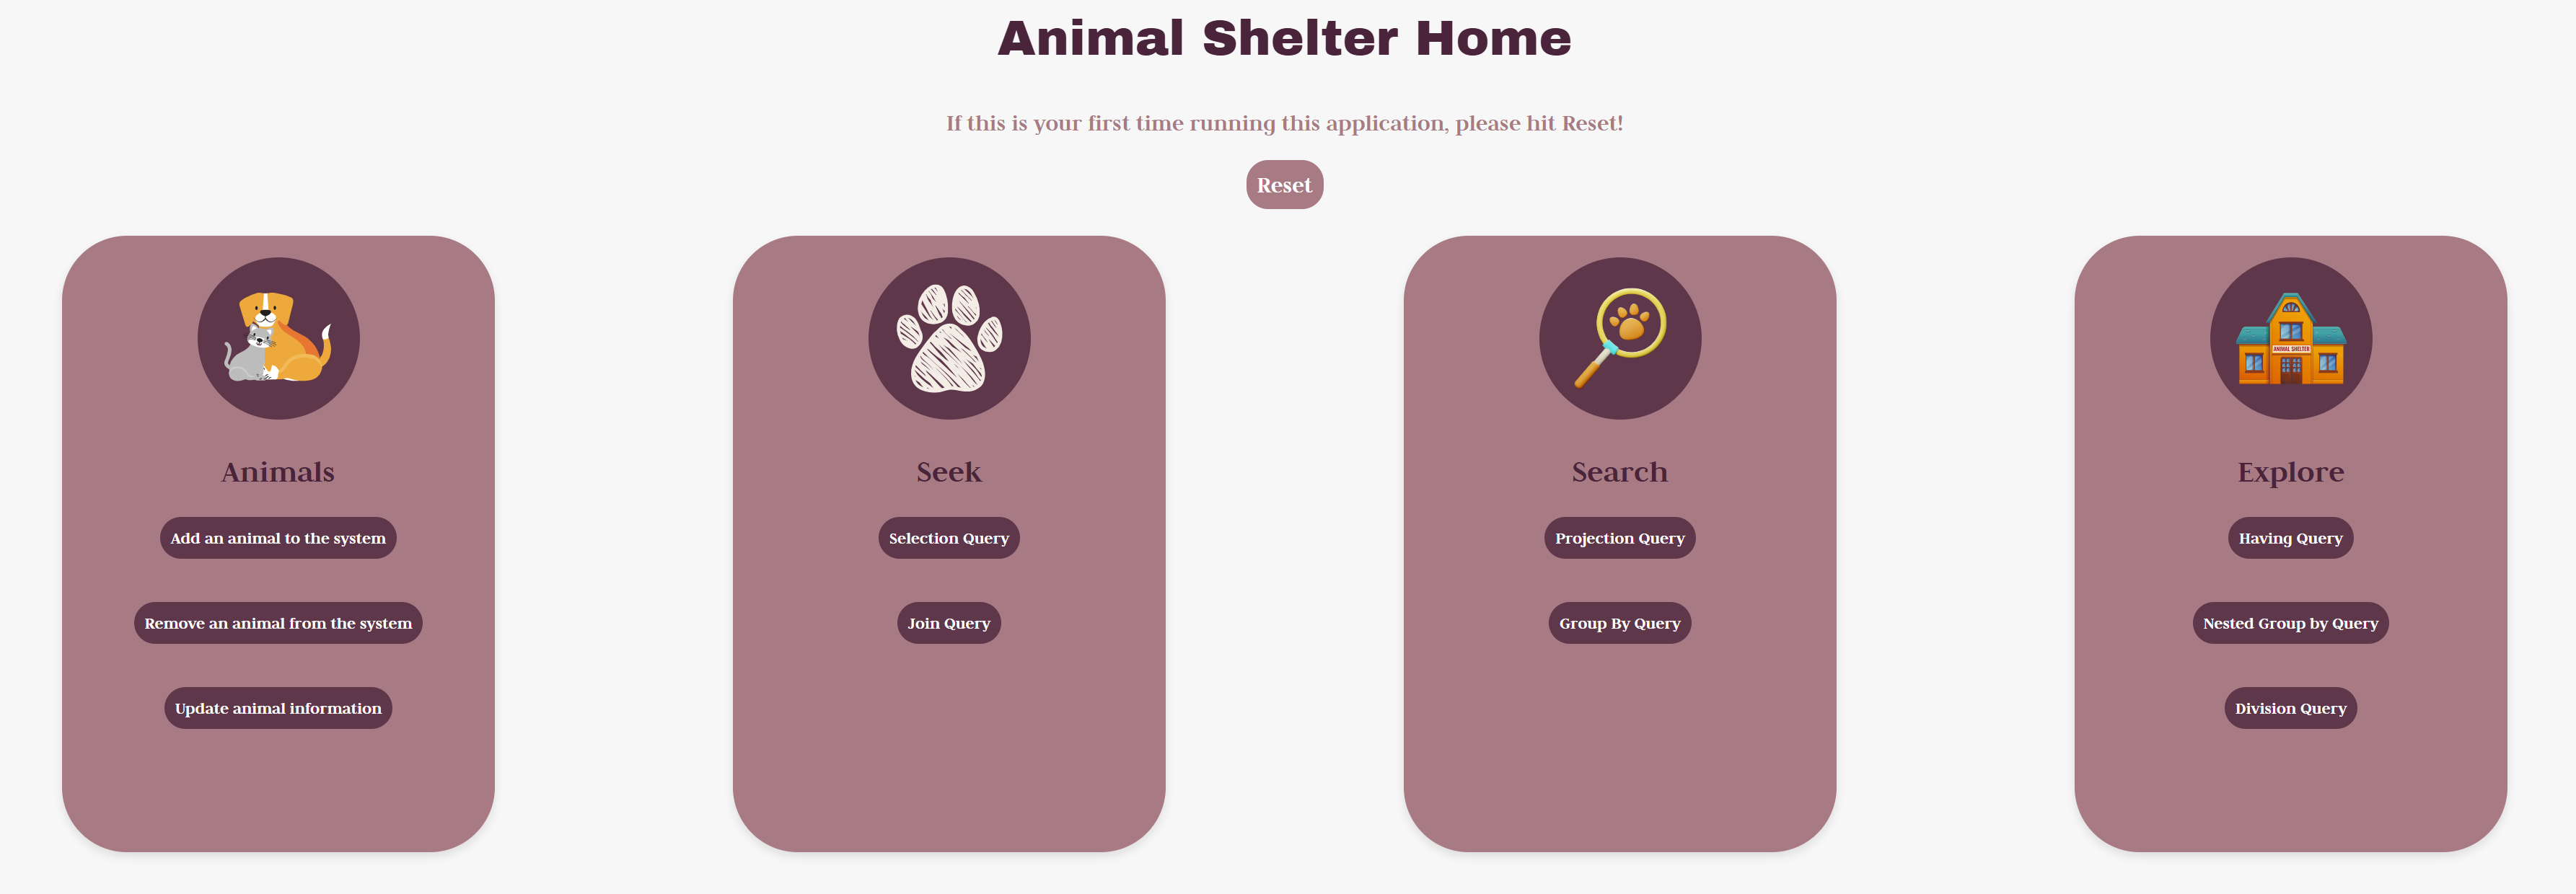 Animal Shelter Home
If this is your first time running this application, please hit Reset!
Reset
Animals
Add an animal to the system
Remove an animal from the system
Update animal information
Seek
Selection Query
Join Query
Search
Projection Query
Group By Query
ANIMAL SHELTER
Explore
Having Query
Nested Group by Query
Division Query